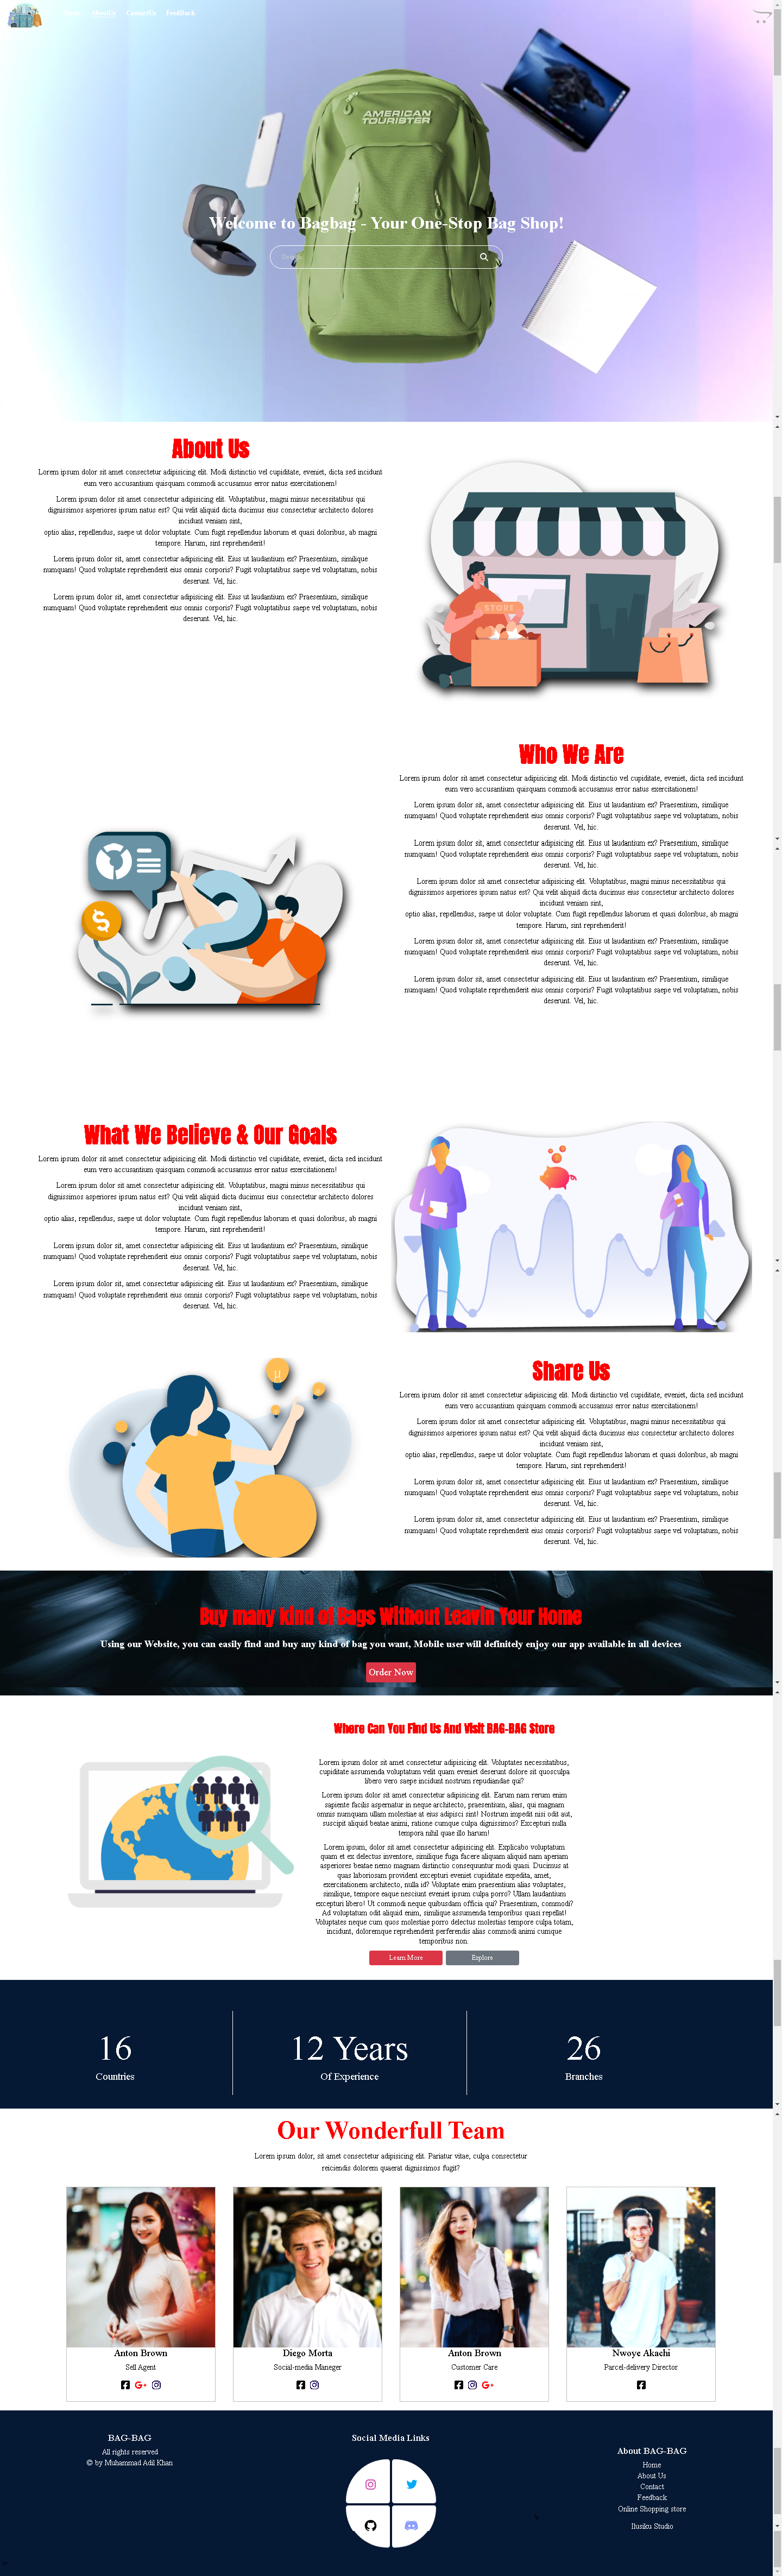 Home AboutUs ContactUs FeedBack
AMERICAN
TOURISTER
Welcome to Bagbag - Your One-Stop Bag Shop!
Search
About Us
Lorem ipsum dolor sit amet consectetur adipisicing elit. Modi distinctio vel cupiditate, eveniet, dicta sed incidunt
eum vero accusantium quisquam commodi accusamus error natus exercitationem!
Lorem ipsum dolor sit amet consectetur adipisicing elit. Voluptatibus, magni minus necessitatibus qui
dignissimos asperiores ipsum natus est? Qui velit aliquid dicta ducimus eius consectetur architecto dolores
incidunt veniam sint,
optio alias, repellendus, saepe ut dolor voluptate. Cum fugit repellendus laborum et quasi doloribus, ab magni
tempore. Harum, sint reprehenderit!
Lorem ipsum dolor sit, amet consectetur adipisicing elit. Eius ut laudantium ex? Praesentium, similique
numquam! Quod voluptate reprehenderit eius omnis corporis? Fugit voluptatibus saepe vel voluptatum, nobis
deserunt. Vel, hic.
Lorem ipsum dolor sit, amet consectetur adipisicing elit. Eius ut laudantium ex? Praesentium, similique
numquam! Quod voluptate reprehenderit eius omnis corporis? Fugit voluptatibus saepe vel voluptatum, nobis
deserunt. Vel, hic.
STORE
Who We Are
Lorem ipsum dolor sit amet consectetur adipisicing elit. Modi distinctio vel cupiditate, eveniet, dicta sed incidunt
eum vero accusantium quisquam commodi accusamus error natus exercitationem!
Lorem ipsum dolor sit, amet consectetur adipisicing elit. Eius ut laudantium ex? Praesentium, similique
numquam! Quod voluptate reprehenderit eius omnis corporis? Fugit voluptatibus saepe vel voluptatum, nobis
deserunt. Vel, hic.
Lorem ipsum dolor sit, amet consectetur adipisicing elit. Eius ut laudantium ex? Praesentium, similique
numquam! Quod voluptate reprehenderit eius omnis corporis? Fugit voluptatibus saepe vel voluptatum, nobis
deserunt. Vel, hic.
Lorem ipsum dolor sit amet consectetur adipisicing elit. Voluptatibus, magni minus necessitatibus qui
dignissimos asperiores ipsum natus est? Qui velit aliquid dicta ducimus eius consectetur architecto dolores
incidunt veniam sint,
optio alias, repellendus, saepe ut dolor voluptate. Cum fugit repellendus laborum et quasi doloribus, ab magni
tempore. Harum, sint reprehenderit!
Lorem ipsum dolor sit, amet consectetur adipisicing elit. Eius ut laudantium ex? Praesentium, similique
numquam! Quod voluptate reprehenderit eius omnis corporis? Fugit voluptatibus saepe vel voluptatum, nobis
deserunt. Vel, hic.
Lorem ipsum dolor sit, amet consectetur adipisicing elit. Eius ut laudantium ex? Praesentium, similique
numquam! Quod voluptate reprehenderit eius omnis corporis? Fugit voluptatibus saepe vel voluptatum, nobis
deserunt. Vel, hic.
$
What We Believe & Our Goals
Lorem ipsum dolor sit amet consectetur adipisicing elit. Modi distinctio vel cupiditate, eveniet, dicta sed incidunt
eum vero accusantium quisquam commodi accusamus error natus exercitationem!
Lorem ipsum dolor sit amet consectetur adipisicing elit. Voluptatibus, magni minus necessitatibus qui
dignissimos asperiores ipsum natus est? Qui velit aliquid dicta ducimus eius consectetur architecto dolores
incidunt veniam sint,
optio alias, repellendus, saepe ut dolor voluptate. Cum fugit repellendus laborum et quasi doloribus, ab magni
tempore. Harum, sint reprehenderit!
Lorem ipsum dolor sit, amet consectetur adipisicing elit. Eius ut laudantium ex? Praesentium, similique
numquam! Quod voluptate reprehenderit eius omnis corporis? Fugit voluptatibus saepe vel voluptatum, nobis
deserunt. Vel, hic.
Lorem ipsum dolor sit, amet consectetur adipisicing elit. Eius ut laudantium ex? Praesentium, similique
numquam! Quod voluptate reprehenderit eius omnis corporis? Fugit voluptatibus saepe vel voluptatum, nobis
deserunt. Vel, hic.
Share Us
Lorem ipsum dolor sit amet consectetur adipisicing elit. Modi distinctio vel cupiditate, eveniet, dicta sed incidunt
eum vero accusantium quisquam commodi accusamus error natus exercitationem!
Lorem ipsum dolor sit amet consectetur adipisicing elit. Voluptatibus, magni minus necessitatibus qui
dignissimos asperiores ipsum natus est? Qui velit aliquid dicta ducimus eius consectetur architecto dolores
incidunt veniam sint,
optio alias, repellendus, saepe ut dolor voluptate. Cum fugit repellendus laborum et quasi doloribus, ab magni
tempore. Harum, sint reprehenderit!
Lorem ipsum dolor sit, amet consectetur adipisicing elit. Eius ut laudantium ex? Praesentium, similique
numquam! Quod voluptate reprehenderit eius omnis corporis? Fugit voluptatibus saepe vel voluptatum, nobis
deserunt. Vel, hic.
Lorem ipsum dolor sit, amet consectetur adipisicing elit. Eius ut laudantium ex? Praesentium, similique
numquam! Quod voluptate reprehenderit eius omnis corporis? Fugit voluptatibus saepe vel voluptatum, nobis
deserunt. Vel, hic.
Buy many kind of Bags Without Leavin Your Home
Using our Website, you can easily find and buy any kind of bag you want, Mobile user will definitely enjoy our app available in all devices
Order Now
Where Can You Find Us And Visit BAG-BAG Store
Lorem ipsum dolor sit amet consectetur adipisicing elit. Voluptates necessitatibus,
cupiditate assumenda voluptatum velit quam eveniet deserunt dolore sit quosculpa
libero vero saepe incidunt nostrum repudiandae qui?
Lorem ipsum dolor sit amet consectetur adipisicing elit. Earum nam rerum enim
sapiente facilis aspernatur in neque architecto, praesentium, alias, qui magnam
omnis numquam ullam molestiae at eius adipisci sint! Nostrum impedit nisi odit aut,
suscipit aliquid beatae animi, ratione cumque culpa dignissimos? Excepturi nulla
tempora nihil quae illo harum!
Lorem, ipsum, dolor sit amet consectetur adipisicing elit. Explicabo voluptatum
quam et ex delectus inventore, similique fuga facere aliquam aliquid nam aperiam
asperiores beatae nemo magnam distinctio consequuntur modi quasi. Ducimus at
quas laboriosam provident excepturi eveniet cupiditate expedita, amet,
exercitationem architecto, nulla id? Voluptate enim praesentium alias voluptates,
similique, tempore eaque nesciunt eveniet ipsum culpa porro? Ullam laudantium
excepturi libero! Ut commodi neque quibusdam officia qui? Praesentium, commodi?
Ad voluptatum odit aliquid enim, similique assumenda temporibus quasi repellat!
Voluptates neque cum quos molestiae porro delectus molestias tempore culpa totam,
incidunt, doloremque reprehenderit perferendis alias commodi animi cumque
temporibus non.
Learn More Explore
16
Countries
12 Years
Of Experience
26
Branches
Our Wonderfull Team
Lorem ipsum dolor, sit amet consectetur adipisicing elit. Pariatur vitae, culpa consectetur
reiciendis dolorem quaerat dignissimos fugit?
Anton Brown
Sell Agent
Diego Morta
Social-media Maneger
Anton Brown
Customer Care
Nwoye Akachi
Parcel-delivery Director
BAG-BAG
All rights reserved
© by Muhammad Adil Khan
Social Media Links
About BAG-BAG
Home
About Us
Contact
Feedback
Online Shopping store
Ilusiku Studio